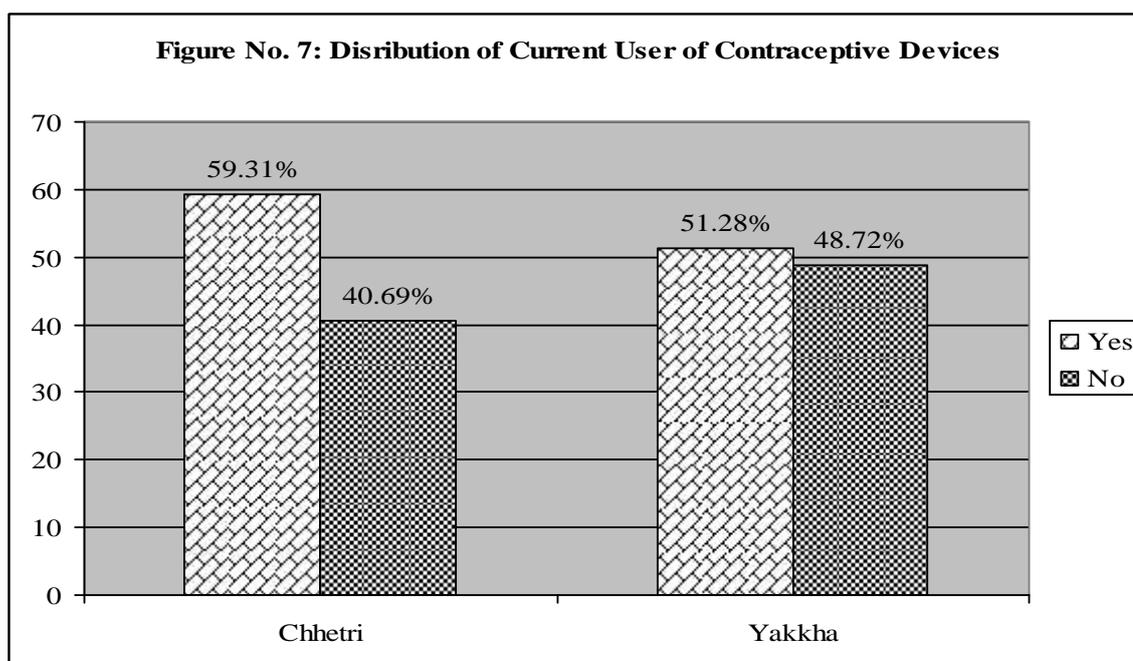 Figure No. 7: Disribution of Current User of Contraceptive Devices
70
60
50
40
30
20
10
0
59.31%
40.69%
51.28%
48.72%
Chhetri
Yakkha
Yes
No